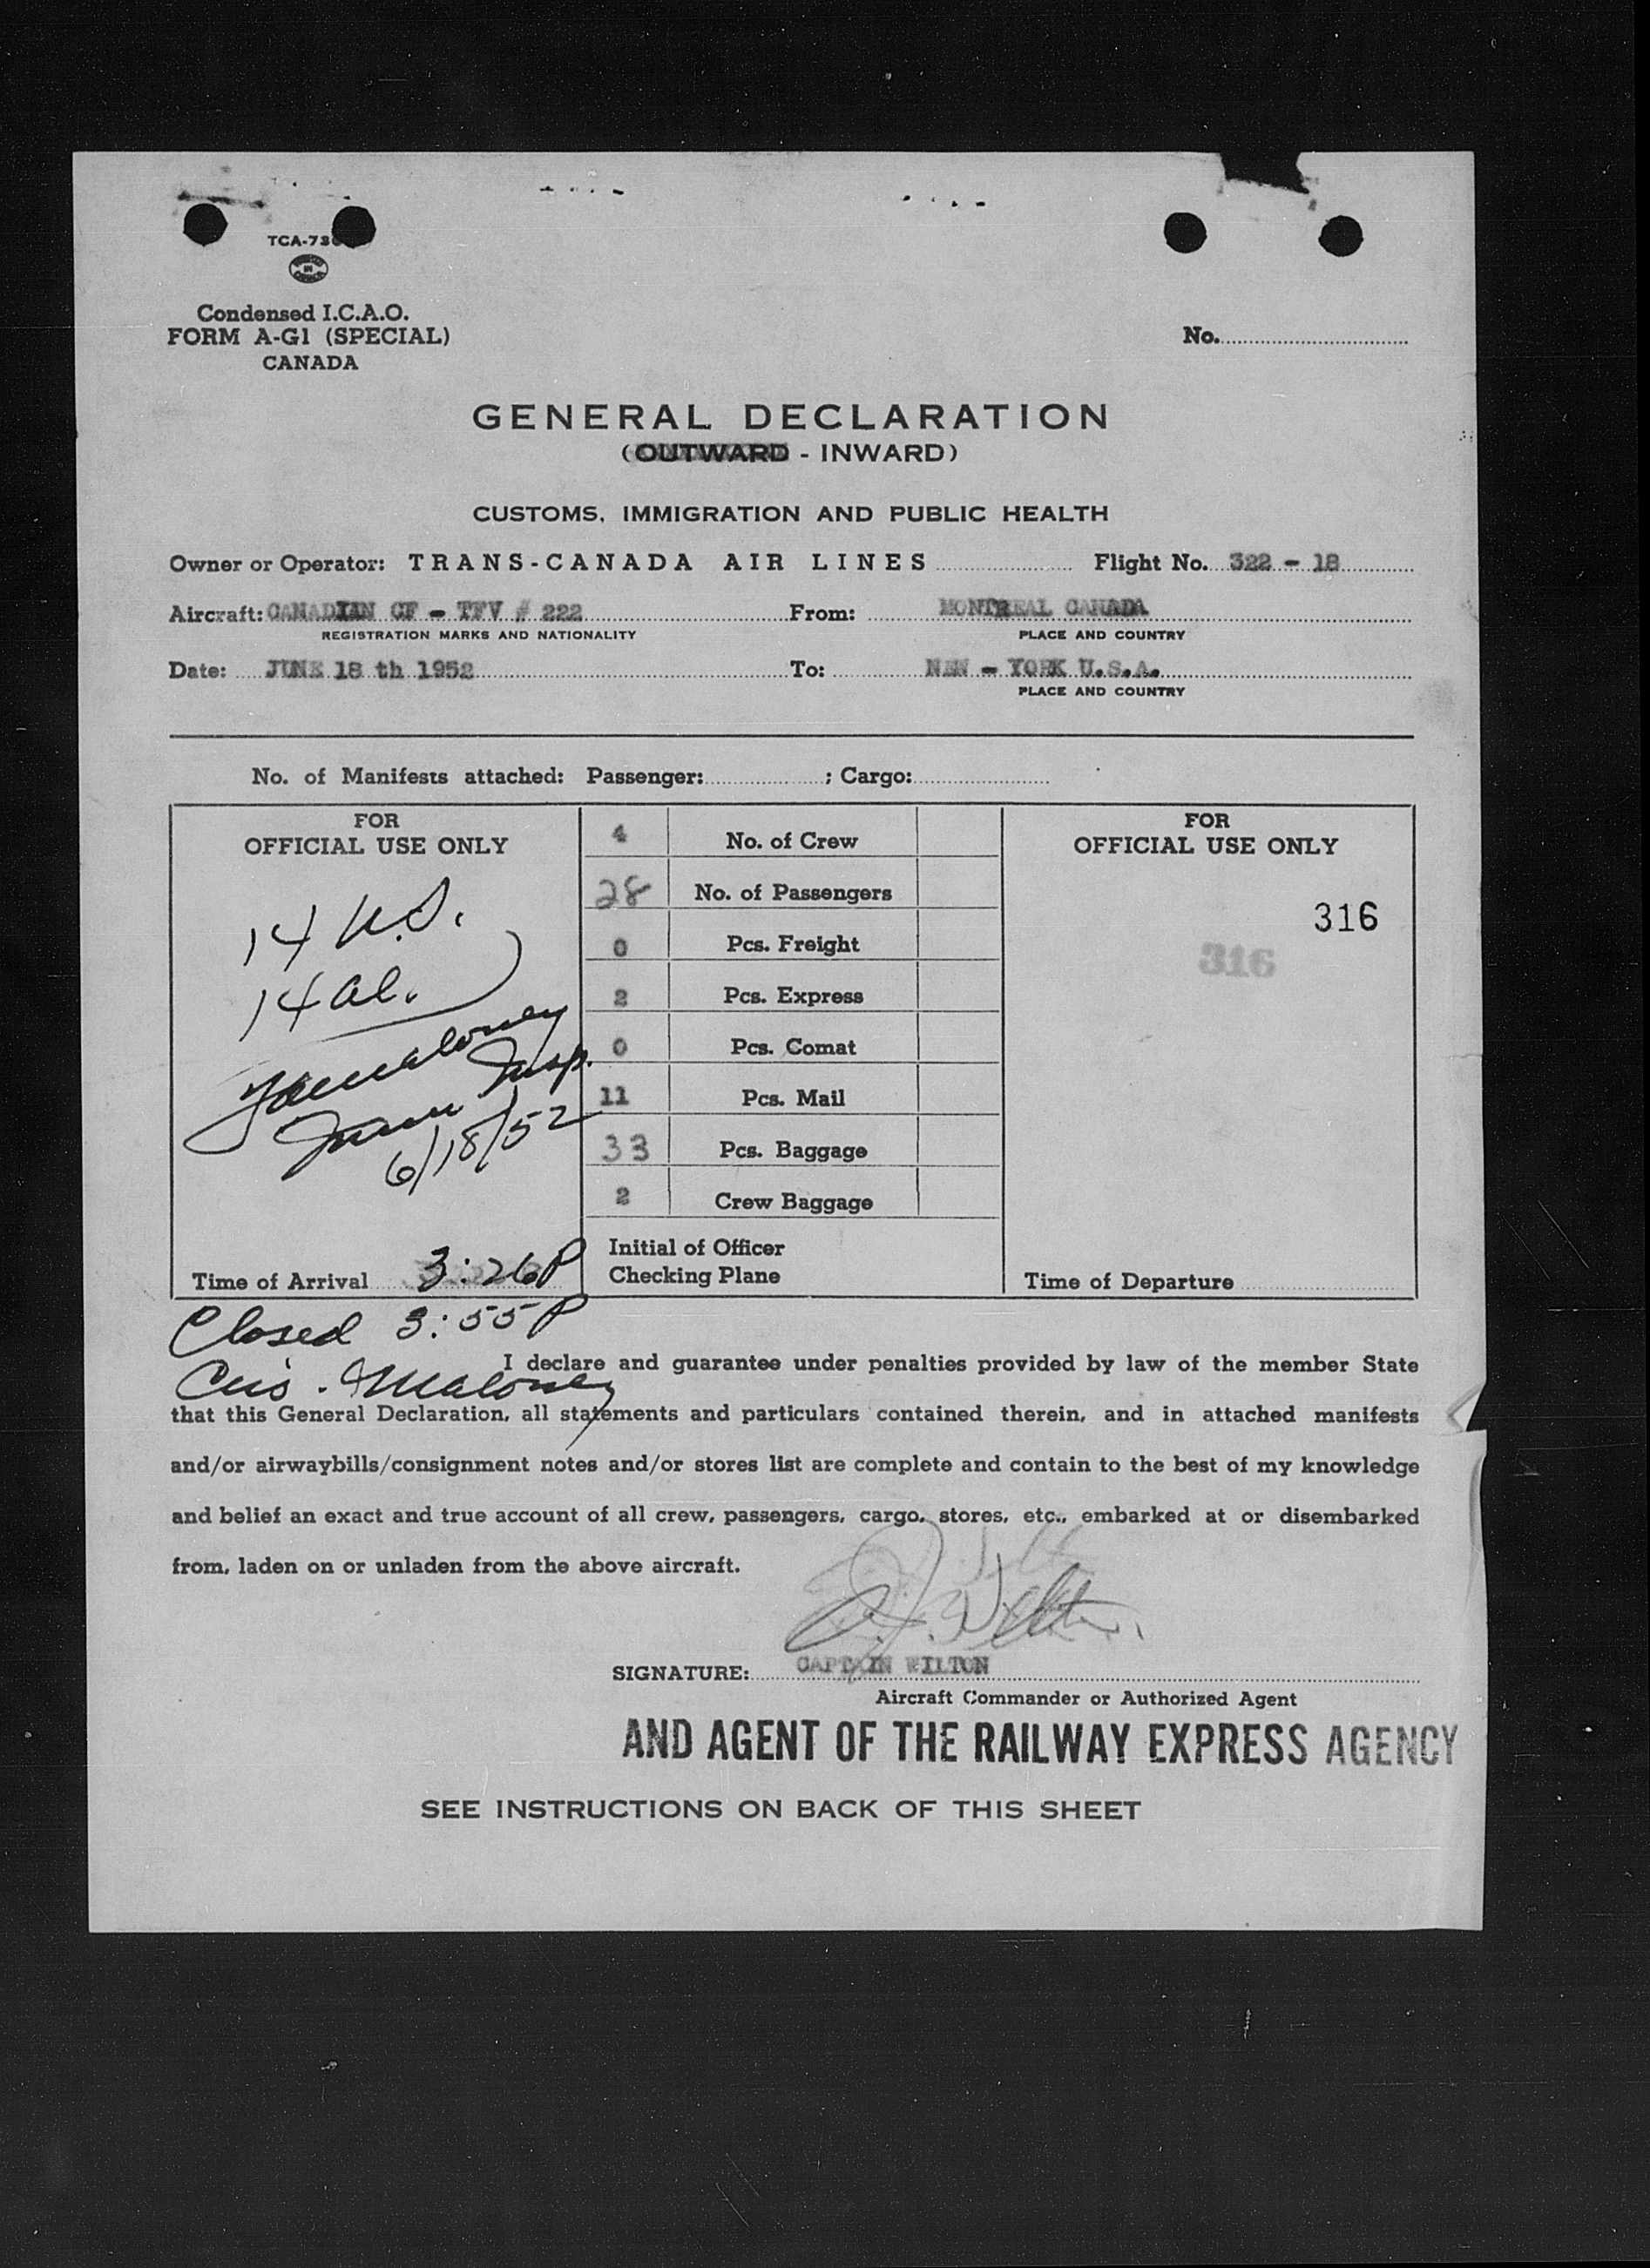 TCA-73
Condensed I.C.A.O.
FORM A-G1 (SPECIAL)
CANADA
No.
GENERAL DECLARATION
(OUTWARD - INWARD)
CUSTOMS, IMMIGRATION AND PUBLIC HEALTH
Owner or Operator: TRANS-CANADA AIR LINES Flight No. 322 - 18
Aircraft: CANADIAN CF - TFV # 222 From: MONTREAL CANADA
REGISTRATION MARKS AND NATIONALITY PLACE AND COUNTRY
Date: JUNE 18 th 1952 To: NEW - YORK U.S.A.
PLACE AND COUNTRY
No. of Manifests attached: Passenger: ; Cargo:
FOR
OFFICIAL USE ONLY
14 U.S.
14 al.
Maloney
Imm Insp.
6/18/52
Time of Arrival 3:26P
4 No. of Crew
28 No. of Passengers
0 Pcs. Freight
2 Pcs. Express
0 Pcs. Comat
11 Pcs. Mail
33 Pcs. Baggage
2 Crew Baggage
Initial of Officer
Checking Plane
FOR
OFFICIAL USE ONLY
316
316
Time of Departure
Closed 3:55P
Cus. Maloney
I declare and guarantee under penalties provided by law of the member State
that this General Declaration, all statements and particulars contained therein, and in attached manifests
and/or airwaybills/consignment notes and/or stores list are complete and contain to the best of my knowledge
and belief an exact and true account of all crew, passengers, cargo, stores, etc., embarked at or disembarked
from, laden on or unladen from the above aircraft.
Wilton
SIGNATURE: CAPTAIN WILTON
Aircraft Commander or Authorized Agent
AND AGENT OF THE RAILWAY EXPRESS AGENCY
SEE INSTRUCTIONS ON BACK OF THIS SHEET